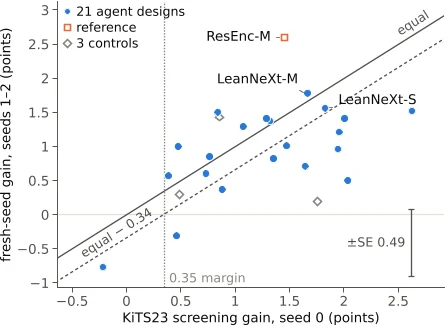 21 agent designs
reference
3 controls
ResEnc-M
LeanNeXt-M
LeanNeXt-S
equal
equal − 0.34
±SE 0.49
0.35 margin
fresh-seed gain, seeds 1–2 (points)
3
2.5
2
1.5
1
0.5
0
−0.5
−1
−0.5
0
0.5
1
1.5
2
2.5
KiTS23 screening gain, seed 0 (points)